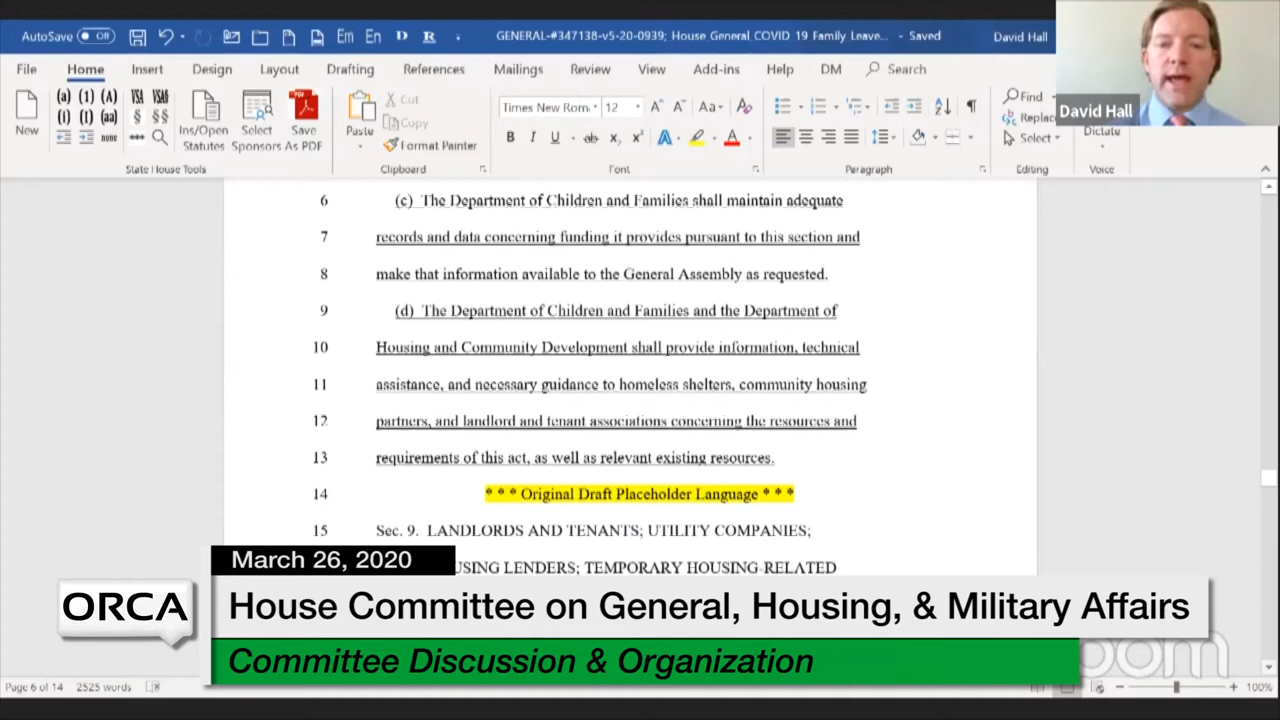 AutoSave Off GENERAL-#347138-v5-20-0939; House General COVID 19 Family Leave... - Saved David Hall
File Home Insert Design Layout Drafting References Mailings Review View Add-ins Help DM Search
New
Ins/Open Statutes
Select Sponsors
Save As PDF
State House Tools
Paste
Cut
Copy
Format Painter
Clipboard
Times New Rom 12
Font
Paragraph
Find
Replac
Select
Editing
Dictate
Voice
David Hall
6 (c) The Department of Children and Families shall maintain adequate
7 records and data concerning funding it provides pursuant to this section and
8 make that information available to the General Assembly as requested.
9 (d) The Department of Children and Families and the Department of
10 Housing and Community Development shall provide information, technical
11 assistance, and necessary guidance to homeless shelters, community housing
12 partners, and landlord and tenant associations concerning the resources and
13 requirements of this act, as well as relevant existing resources.
14 * * * Original Draft Placeholder Language * * *
15 Sec. 9. LANDLORDS AND TENANTS; UTILITY COMPANIES;
USING LENDERS; TEMPORARY HOUSING-RELATED
March 26, 2020
ORCA
House Committee on General, Housing, & Military Affairs
Committee Discussion & Organization
Page 6 of 14 2525 words 100%